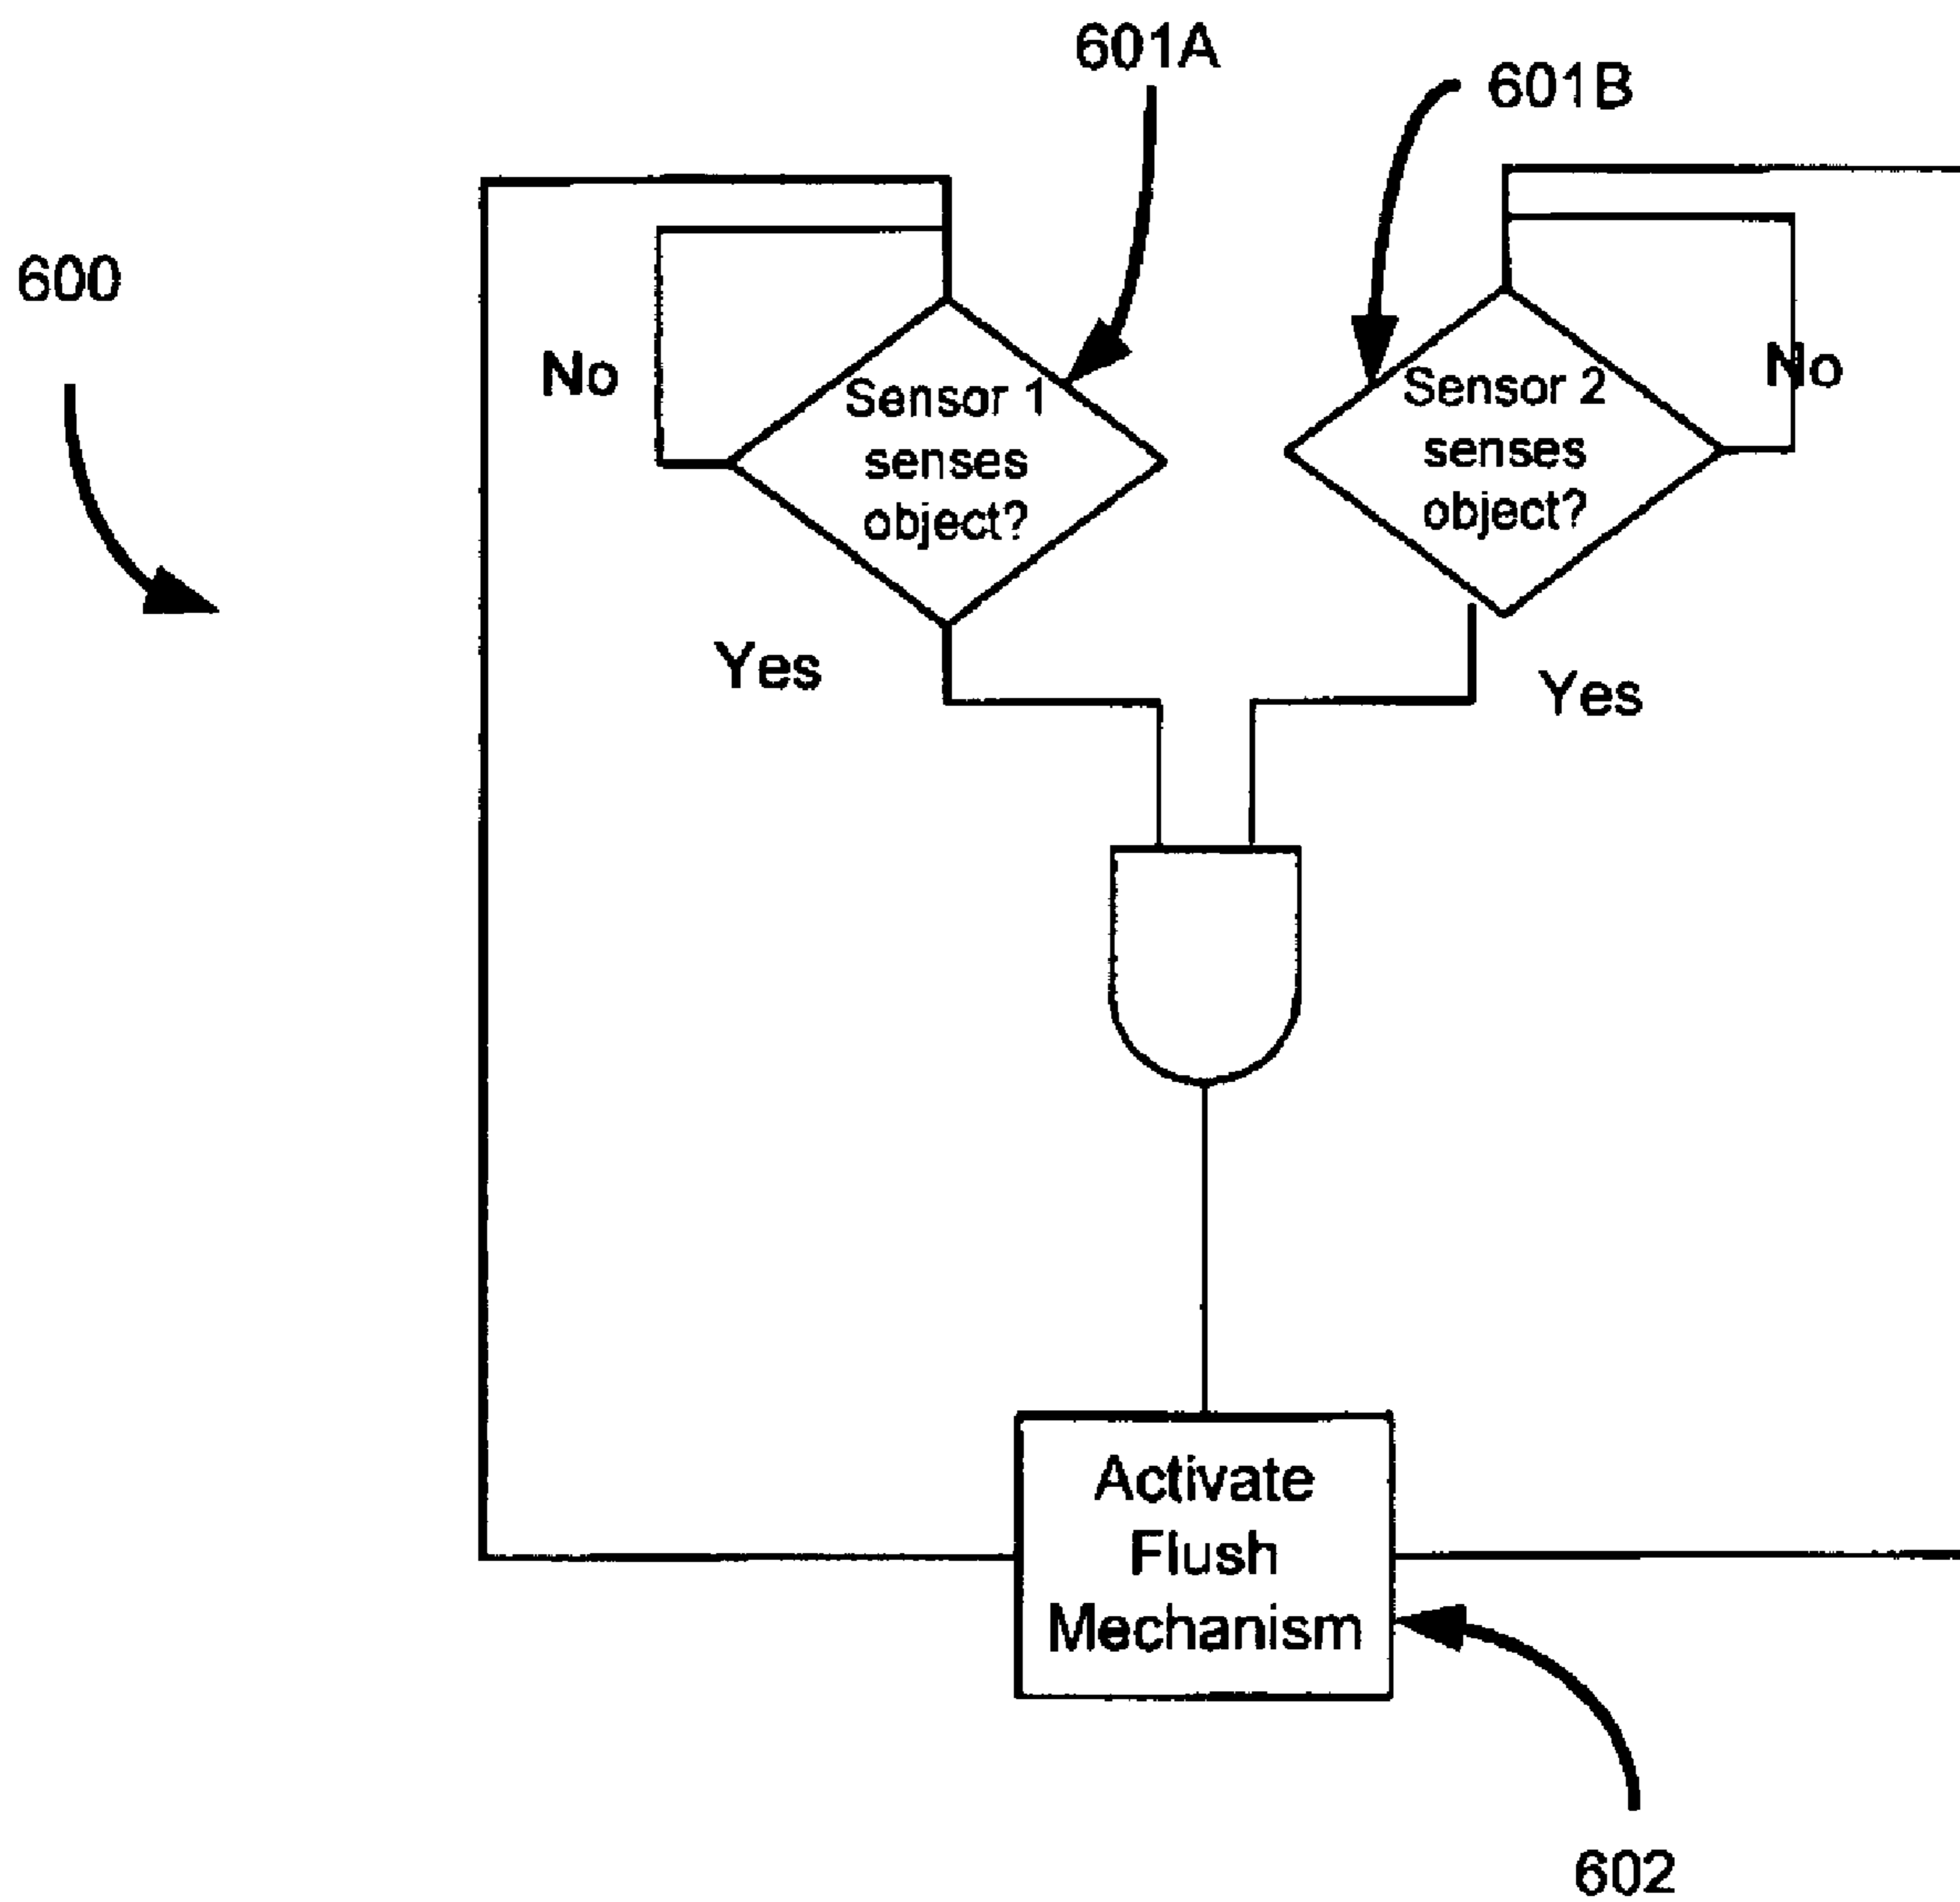 601A
601B
600
No
Sensor 1
senses
object?
Sensor 2
senses
object?
No
Yes
Yes
Activate
Flush
Mechanism
602